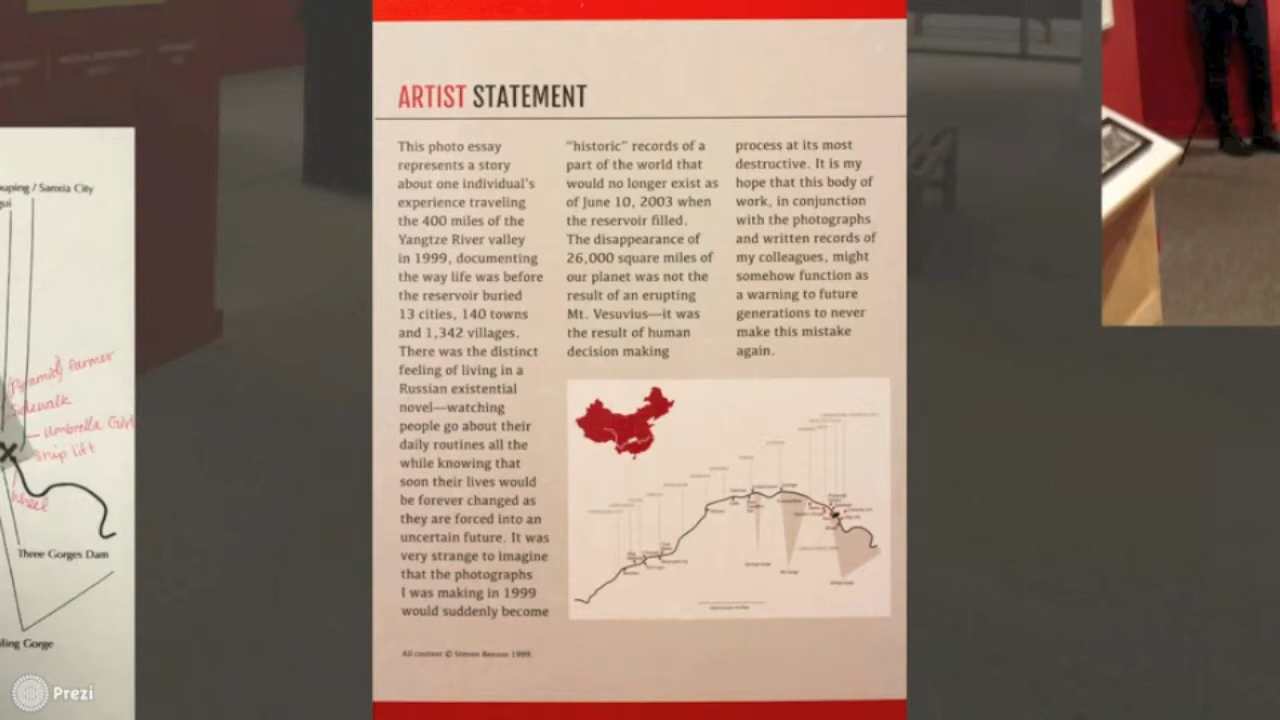 ARTIST STATEMENT
This photo essay
represents a story
about one individual's
experience traveling
the 400 miles of the
Yangtze River valley
in 1999, documenting
the way life was before
the reservoir buried
13 cities, 140 towns
and 1,342 villages.
There was the distinct
feeling of living in a
Russian existential
novel—watching
people go about their
daily routines all the
while knowing that
soon their lives would
be forever changed as
they are forced into an
uncertain future. It was
very strange to imagine
that the photographs
I was making in 1999
would suddenly become
"historic" records of a
part of the world that
would no longer exist as
of June 10, 2003 when
the reservoir filled.
The disappearance of
26,000 square miles of
our planet was not the
result of an erupting
Mt. Vesuvius—it was
the result of human
decision making
process at its most
destructive. It is my
hope that this body of
work, in conjunction
with the photographs
and written records of
my colleagues, might
somehow function as
a warning to future
generations to never
make this mistake
again.
All content © Steven Benson 1999
ouping / Sanxia City
gui
farmer
Sidewalk
Umbrella
Ship lift
Wheel
Three Gorges Dam
iling Gorge
Prezi